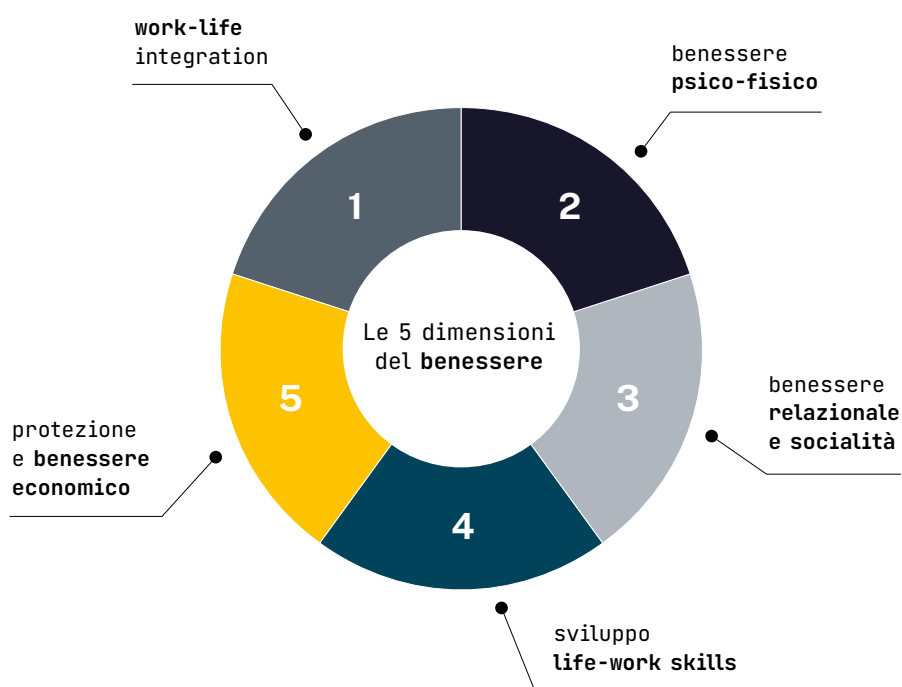 work-life
integration
benessere
psico-fisico
1
2
Le 5 dimensioni
del benessere
5
3
benessere
relazionale
e socialità
protezione
e benessere
economico
4
sviluppo
life-work skills